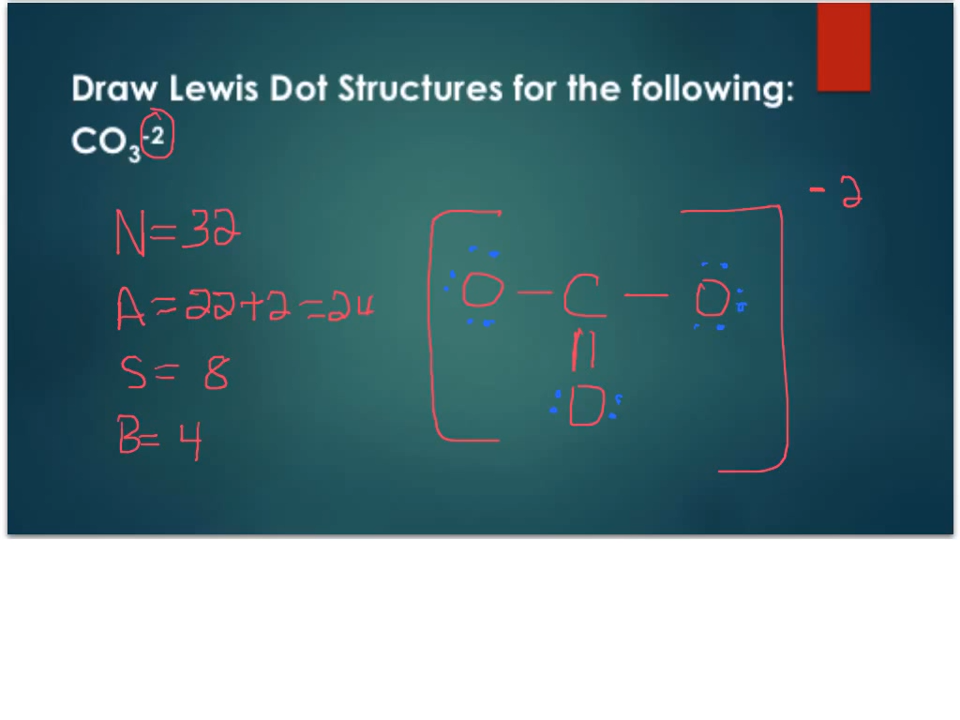 Draw Lewis Dot Structures for the following:
CO₃⁻²
N=32
A=22+2=24
S=8
B=4
[O-C-O]⁻²
||
O